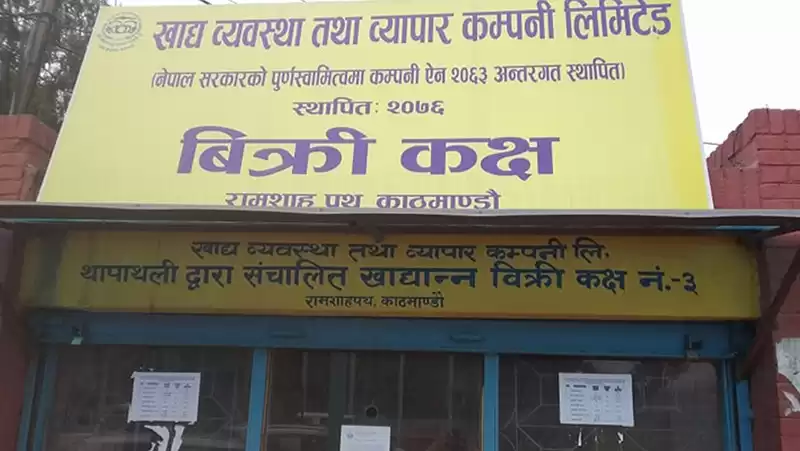 खाद्य व्यवस्था तथा व्यापार कम्पनी लिमिटेड
(नेपाल सरकारको पुर्णस्वामित्वमा कम्पनी ऐन २०६३ अन्तरगत स्थापित)
स्थापितः २०७६
बिक्री कक्ष
रामशाह पथ, काठमाण्डौ
खाद्य व्यवस्था तथा व्यापार कम्पनी लि.
थापाथली द्वारा संचालित खाद्यान्न विक्री कक्ष नं.-३
रामशाहपथ, काठमाण्डौ